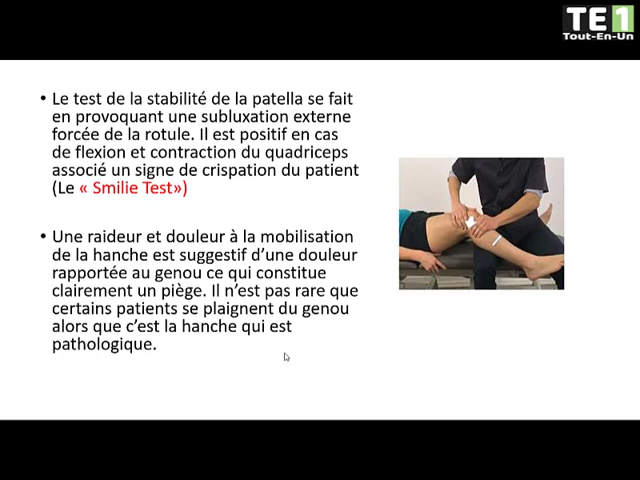 TE1
Tout-En-Un
• Le test de la stabilité de la patella se fait
en provoquant une subluxation externe
forcée de la rotule. Il est positif en cas
de flexion et contraction du quadriceps
associé un signe de crispation du patient
(Le « Smilie Test»)
• Une raideur et douleur à la mobilisation
de la hanche est suggestif d'une douleur
rapportée au genou ce qui constitue
clairement un piège. Il n'est pas rare que
certains patients se plaignent du genou
alors que c'est la hanche qui est
pathologique.